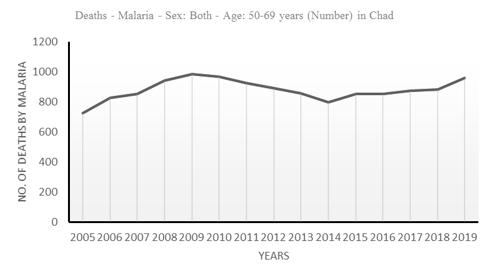 Deaths - Malaria - Sex: Both - Age: 50-69 years (Number) in Chad
1200
1000
800
600
400
200
0
NO. OF DEATHS BY MALARIA
2005 2006 2007 2008 2009 2010 2011 2012 2013 2014 2015 2016 2017 2018 2019
YEARS